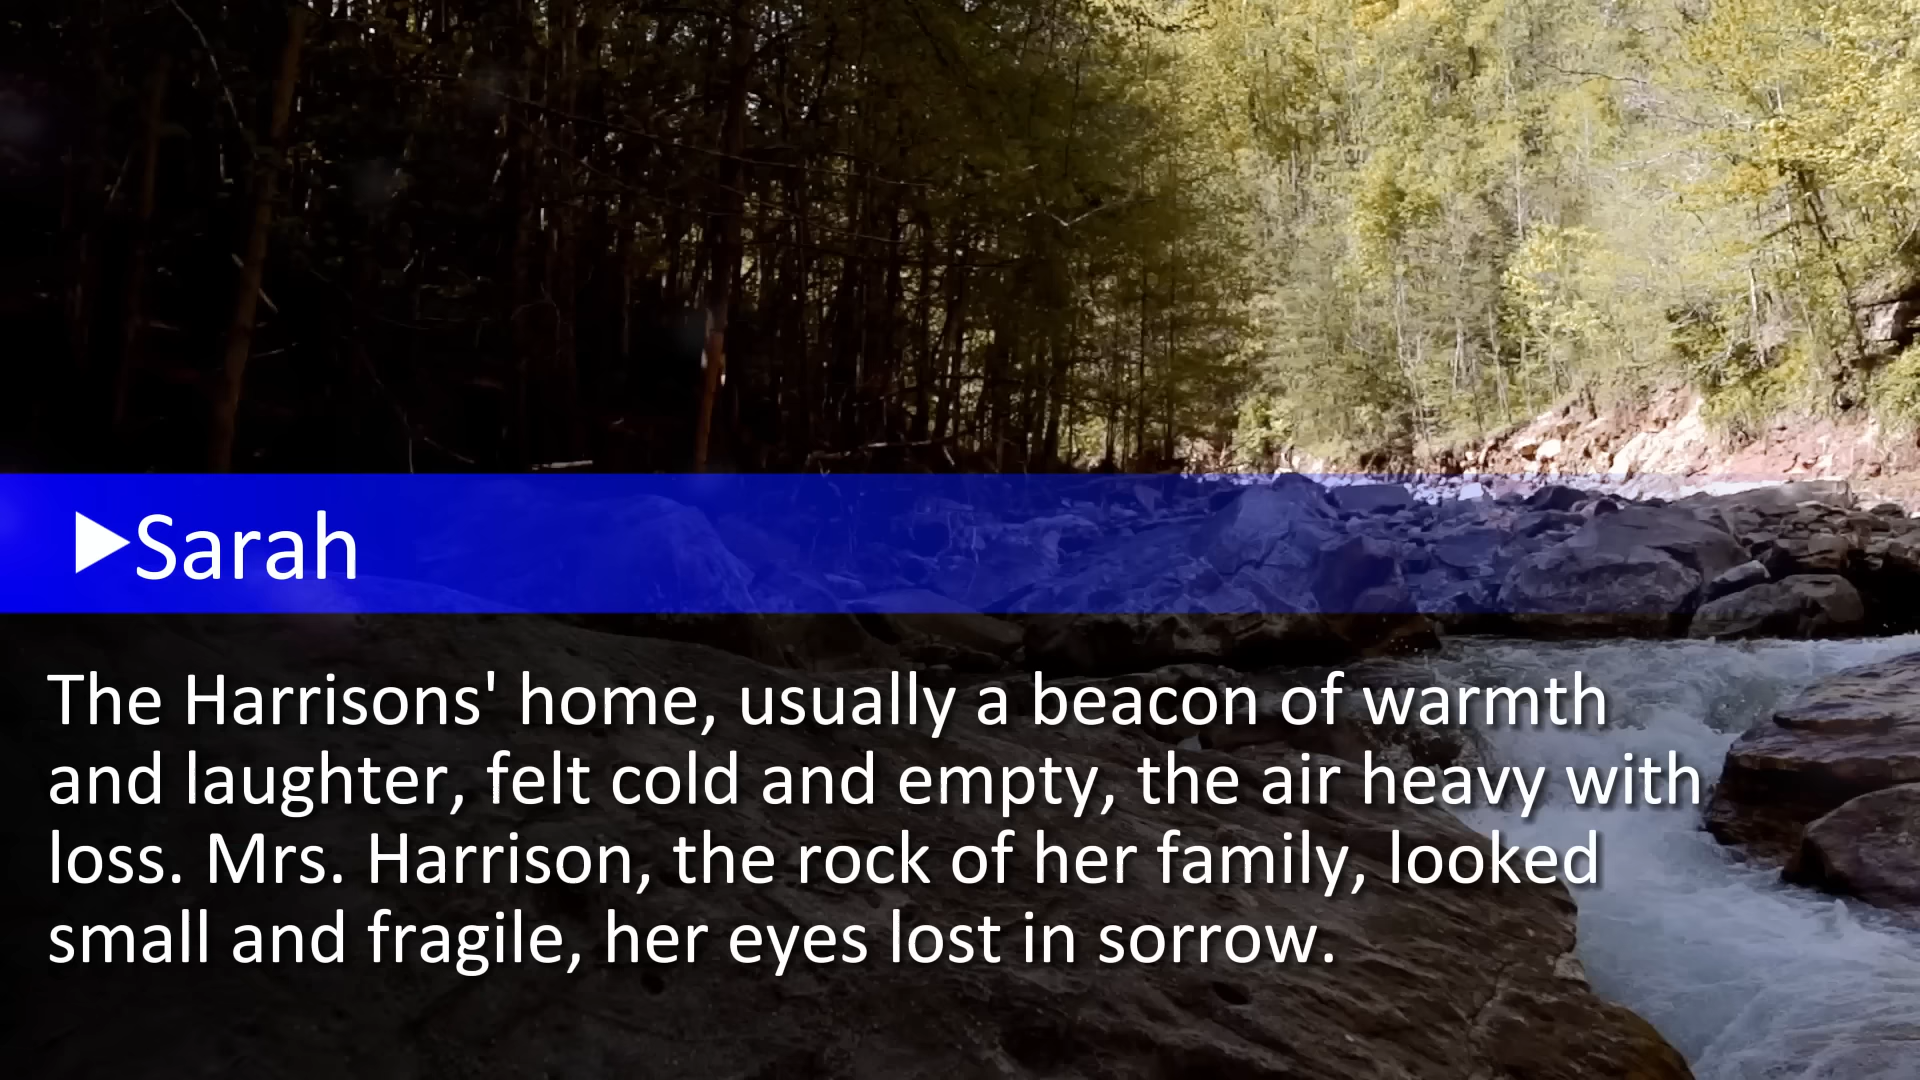 ▶Sarah
The Harrisons' home, usually a beacon of warmth
and laughter, felt cold and empty, the air heavy with
loss. Mrs. Harrison, the rock of her family, looked
small and fragile, her eyes lost in sorrow.